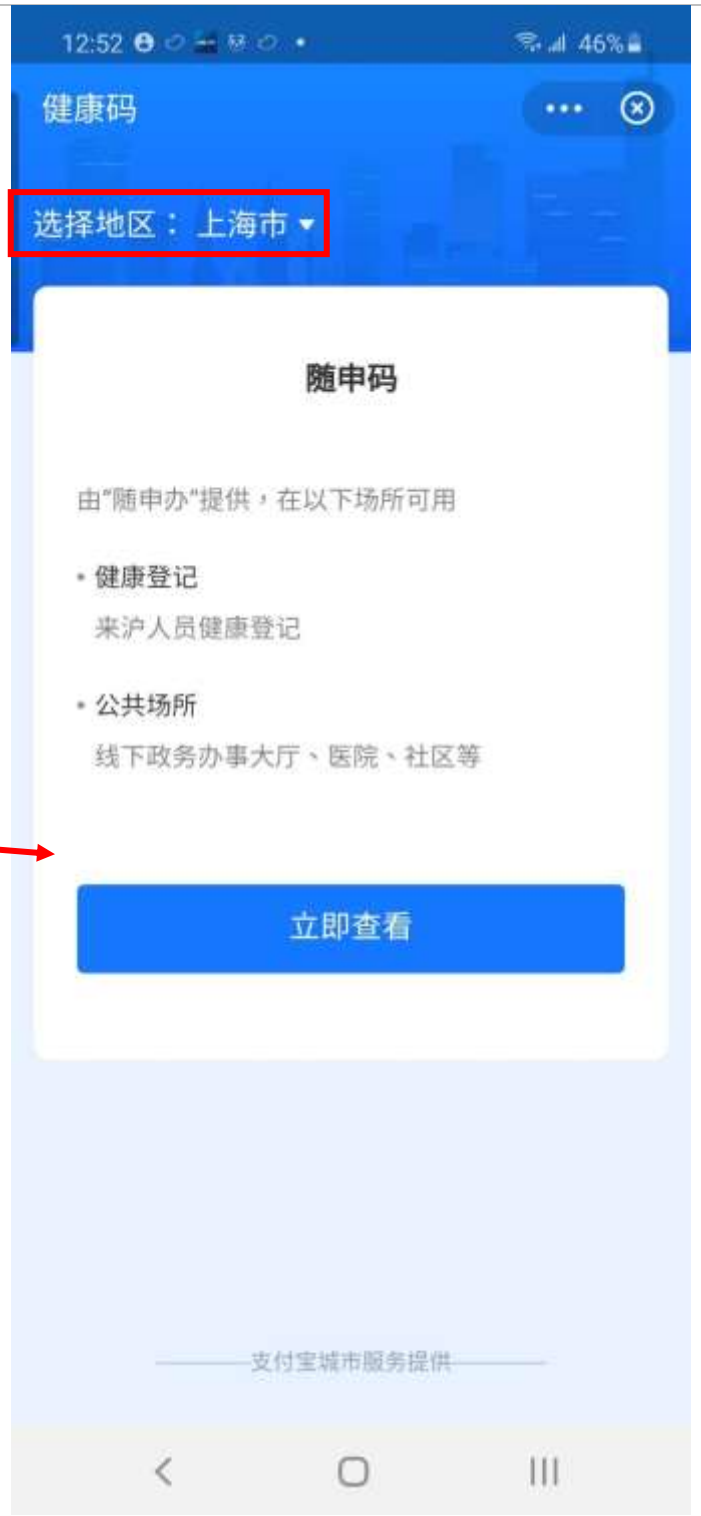 12:52
46%
健康码
选择地区：上海市
随申码
由"随申办"提供，在以下场所可用
• 健康登记
来沪人员健康登记
• 公共场所
线下政务办事大厅、医院、社区等
立即查看
支付宝城市服务提供